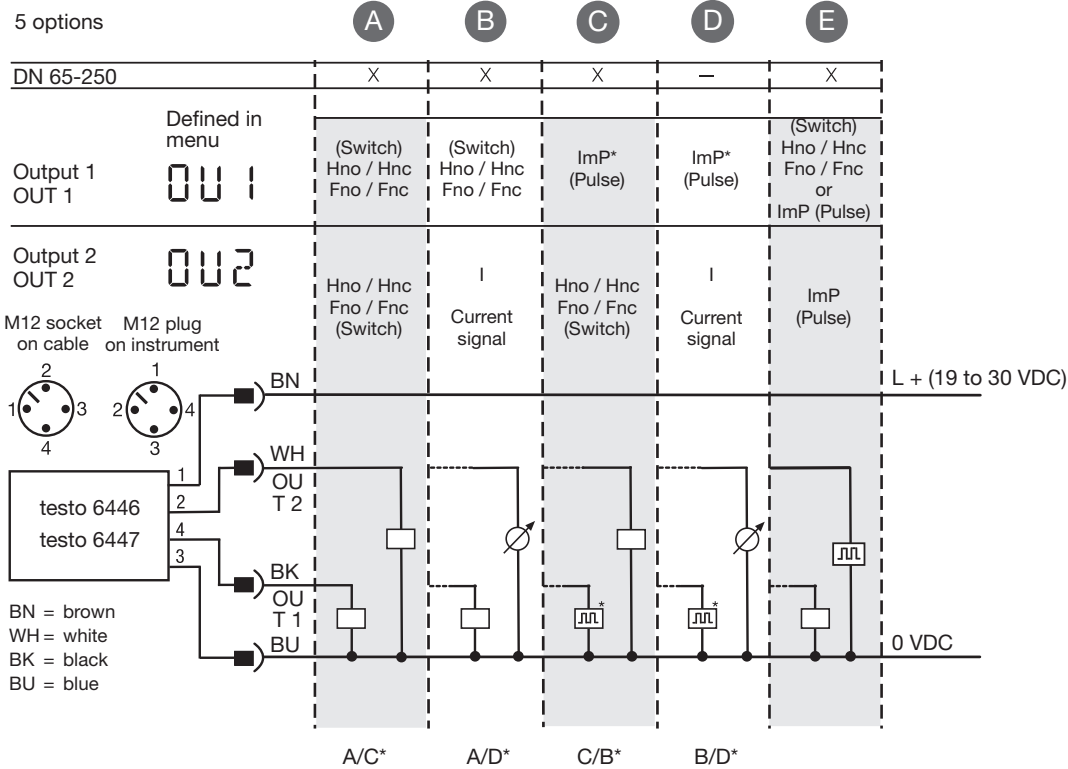 5 options
A B C D E
DN 65-250 X X X – X
Defined in
menu
Output 1
OUT 1
OU1
(Switch)
Hno / Hnc
Fno / Fnc
(Switch)
Hno / Hnc
Fno / Fnc
ImP*
(Pulse)
ImP*
(Pulse)
(Switch)
Hno / Hnc
Fno / Fnc
or
ImP (Pulse)
Output 2
OUT 2
OU2
Hno / Hnc
Fno / Fnc
(Switch)
I
Current
signal
Hno / Hnc
Fno / Fnc
(Switch)
I
Current
signal
ImP
(Pulse)
M12 socket
on cable
2
1 3
4
M12 plug
on instrument
1
2 4
3
BN
L + (19 to 30 VDC)
WH
OU
T 2
testo 6446
testo 6447
1
2
4
3
BK
OU
T 1
* *
BU
0 VDC
BN = brown
WH = white
BK = black
BU = blue
A/C* A/D* C/B* B/D*